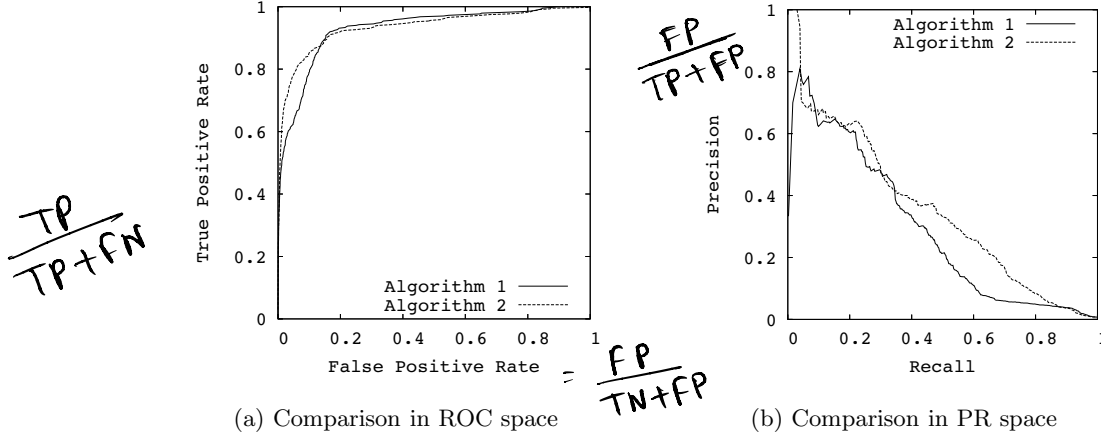 1
0.8
0.6
0.4
0.2
0
True Positive Rate
0 0.2 0.4 0.6 0.8 1
False Positive Rate
Algorithm 1
Algorithm 2
TP
TP+FN
= FP
TN+FP
(a) Comparison in ROC space
FP
TP+FP
1
0.8
0.6
0.4
0.2
0
Precision
0 0.2 0.4 0.6 0.8 1
Recall
Algorithm 1
Algorithm 2
(b) Comparison in PR space